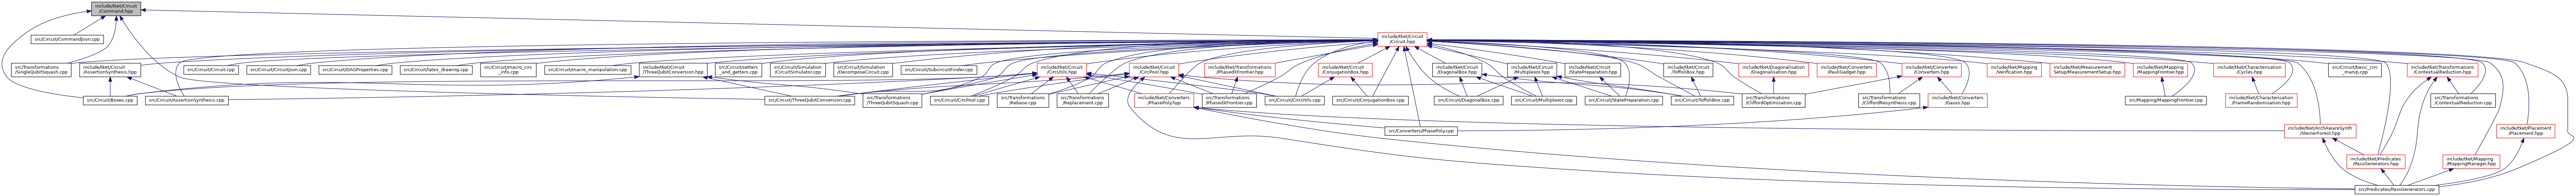 include/tket/Circuit
/Command.hpp
src/Circuit/CommandJson.cpp
include/tket/Circuit
/Circuit.hpp
src/Transformations
/SingleQubitSquash.cpp
include/tket/Circuit
/AssertionSynthesis.hpp
src/Circuit/Circuit.cpp
src/Circuit/CircuitJson.cpp
src/Circuit/DAGProperties.cpp
src/Circuit/latex_drawing.cpp
src/Circuit/macro_circ
_info.cpp
src/Circuit/macro_manipulation.cpp
include/tket/Circuit
/ThreeQubitConversion.hpp
src/Circuit/setters
_and_getters.cpp
src/Circuit/Simulation
/CircuitSimulator.cpp
src/Circuit/Simulation
/DecomposeCircuit.cpp
src/Circuit/SubcircuitFinder.cpp
include/tket/Circuit
/CircUtils.hpp
include/tket/Circuit
/CircPool.hpp
include/tket/Transformations
/PhasedXFrontier.hpp
include/tket/Circuit
/ConjugationBox.hpp
include/tket/Circuit
/DiagonalBox.hpp
include/tket/Circuit
/Multiplexor.hpp
include/tket/Circuit
/StatePreparation.hpp
include/tket/Circuit
/ToffoliBox.hpp
include/tket/Diagonalisation
/Diagonalisation.hpp
include/tket/Converters
/PauliGadget.hpp
include/tket/Converters
/Converters.hpp
include/tket/Mapping
/Verification.hpp
include/tket/Measurement
Setup/MeasurementSetup.hpp
include/tket/Mapping
/MappingFrontier.hpp
include/tket/Characterisation
/Cycles.hpp
src/Circuit/basic_circ
_manip.cpp
include/tket/Transformations
/ContextualReduction.hpp
src/Circuit/Boxes.cpp
src/Circuit/AssertionSynthesis.cpp
src/Circuit/ThreeQubitConversion.cpp
src/Transformations
/ThreeQubitSquash.cpp
src/Circuit/CircPool.cpp
src/Transformations
/Rebase.cpp
src/Transformations
/Replacement.cpp
include/tket/Converters
/PhasePoly.hpp
src/Transformations
/PhasedXFrontier.cpp
src/Circuit/CircUtils.cpp
src/Circuit/ConjugationBox.cpp
src/Circuit/DiagonalBox.cpp
src/Circuit/Multiplexor.cpp
src/Circuit/StatePreparation.cpp
src/Circuit/ToffoliBox.cpp
src/Transformations
/CliffordOptimisation.cpp
src/Transformations
/CliffordResynthesis.cpp
include/tket/Converters
/Gauss.hpp
src/Mapping/MappingFrontier.cpp
include/tket/Characterisation
/FrameRandomisation.hpp
src/Transformations
/ContextualReduction.cpp
src/Converters/PhasePoly.cpp
include/tket/ArchAwareSynth
/SteinerForest.hpp
include/tket/Placement
/Placement.hpp
include/tket/Predicates
/PassGenerators.hpp
include/tket/Mapping
/MappingManager.hpp
src/Predicates/PassGenerators.cpp